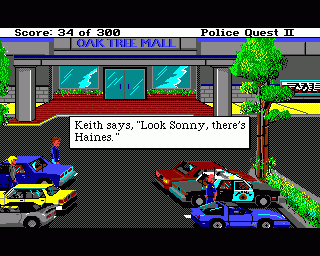 Score: 34 of 300 Police Quest II
OAK TREE MALL
Keith says, "Look Sonny, there's
Haines."